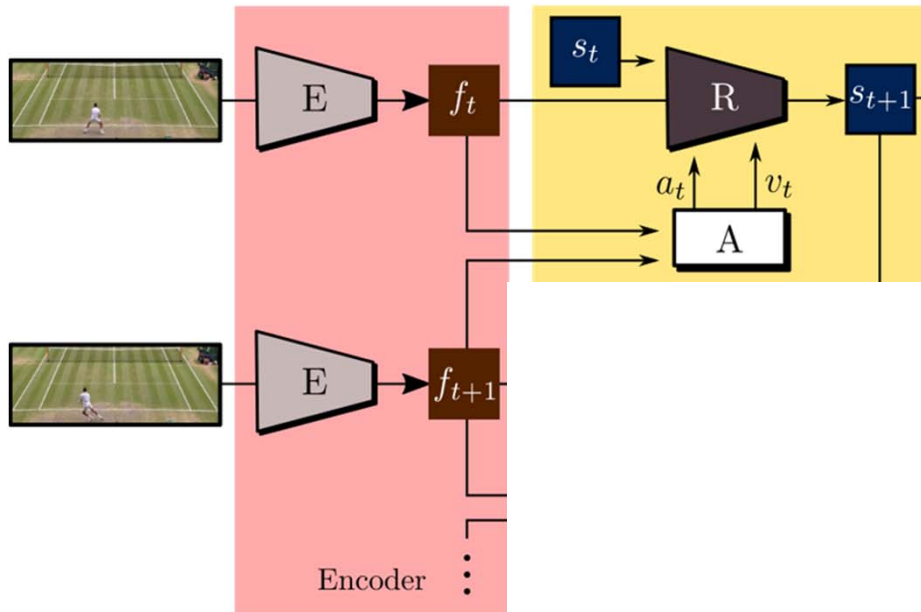 s_t
E
f_t
R
s_{t+1}
a_t
v_t
A
E
f_{t+1}
Encoder